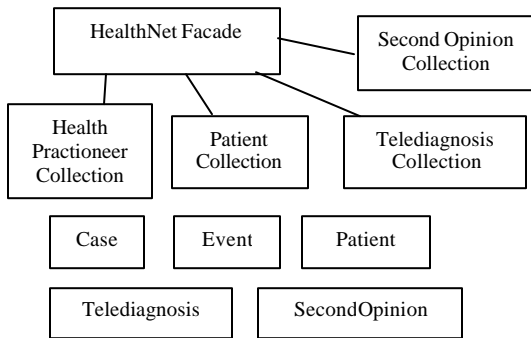 HealthNet Facade
Second Opinion
Collection
Health
Practioneer
Collection
Patient
Collection
Telediagnosis
Collection
Case
Event
Patient
Telediagnosis
SecondOpinion